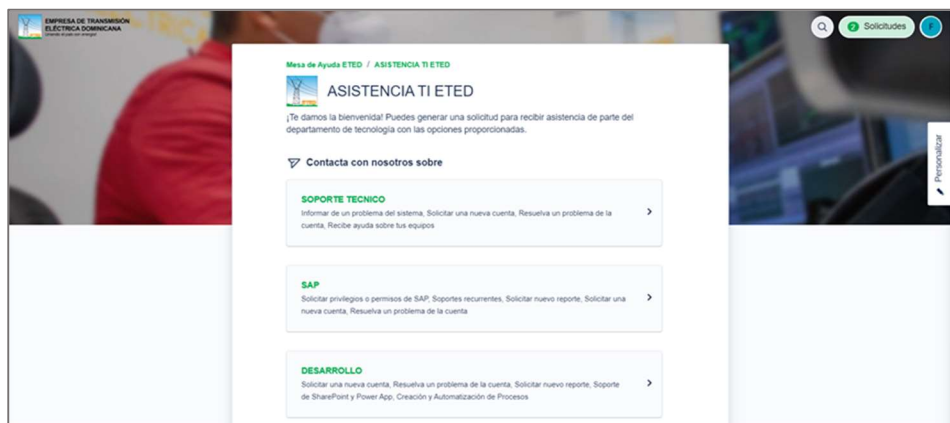 EMPRESA DE TRANSMISIÓN
ELÉCTRICA DOMINICANA
2 Solicitudes
F
Mesa de Ayuda ETED / ASISTENCIA TI ETED
ASISTENCIA TI ETED
¡Te damos la bienvenida! Puedes generar una solicitud para recibir asistencia de parte del
departamento de tecnología con las opciones proporcionadas.
Personalizar
Contacta con nosotros sobre
SOPORTE TECNICO
Informar de un problema del sistema, Solicitar una nueva cuenta, Resuelva un problema de la
cuenta, Recibe ayuda sobre tus equipos
SAP
Solicitar privilegios o permisos de SAP, Soportes recurrentes, Solicitar nuevo reporte, Solicitar una
nueva cuenta, Resuelva un problema de la cuenta
DESARROLLO
Solicitar una nueva cuenta, Resuelva un problema de la cuenta, Solicitar nuevo reporte, Soporte
de SharePoint y Power App, Creación y Automatización de Procesos